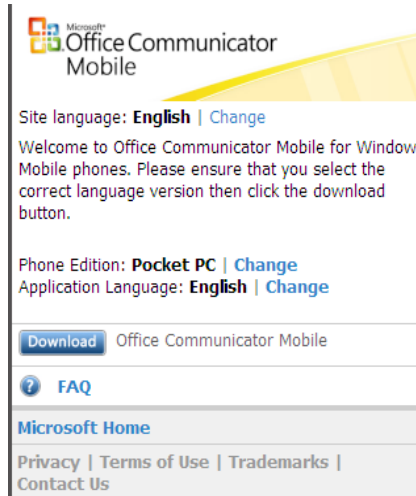 Microsoft®
Office Communicator
Mobile
Site language: English | Change
Welcome to Office Communicator Mobile for Window
Mobile phones. Please ensure that you select the
correct language version then click the download
button.
Phone Edition: Pocket PC | Change
Application Language: English | Change
Download Office Communicator Mobile
? FAQ
Microsoft Home
Privacy | Terms of Use | Trademarks |
Contact Us